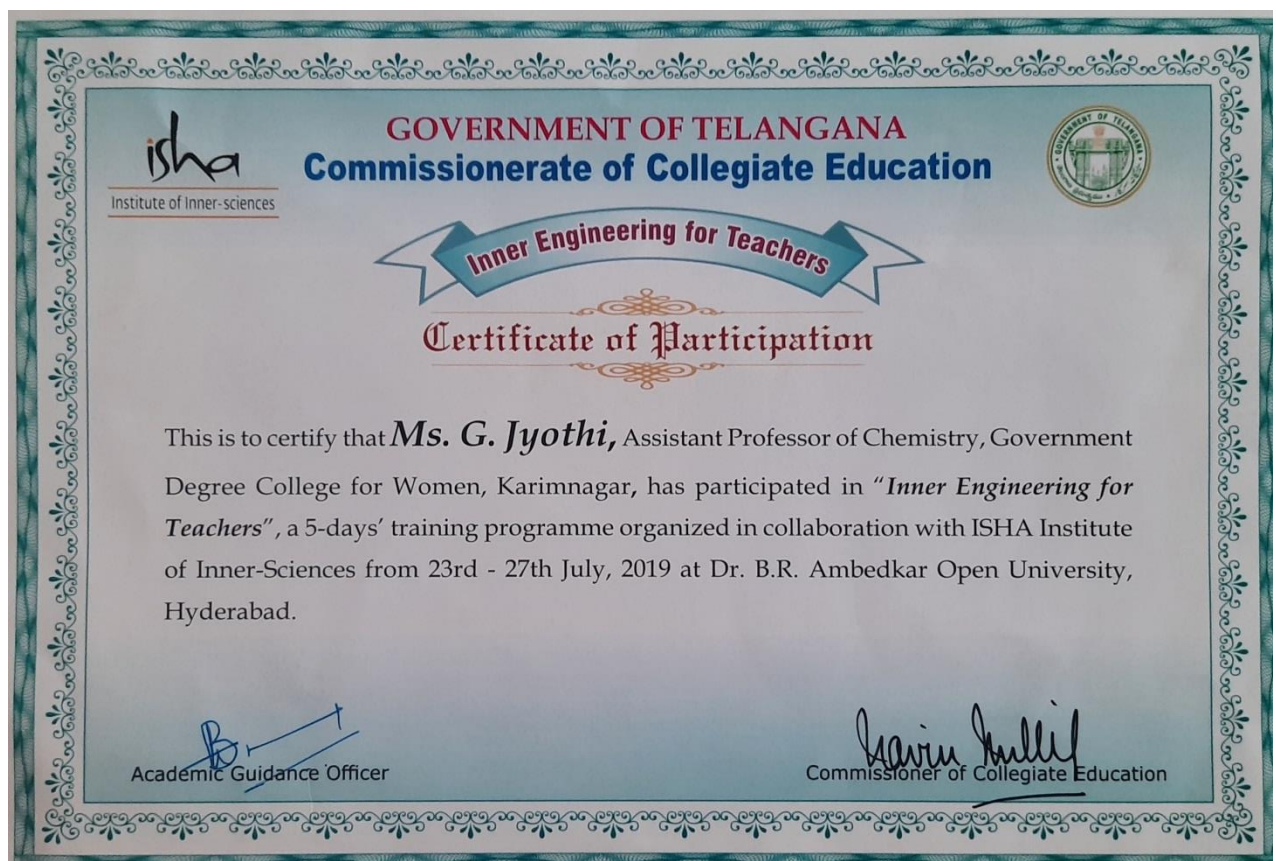 isha
Institute of Inner-sciences
GOVERNMENT OF TELANGANA
Commissionerate of Collegiate Education
GOVERNMENT OF TELANGANA
Inner Engineering for Teachers
Certificate of Participation
This is to certify that Ms. G. Jyothi, Assistant Professor of Chemistry, Government
Degree College for Women, Karimnagar, has participated in “Inner Engineering for
Teachers”, a 5-days’ training programme organized in collaboration with ISHA Institute
of Inner-Sciences from 23rd - 27th July, 2019 at Dr. B.R. Ambedkar Open University,
Hyderabad.
Academic Guidance Officer
Commissioner of Collegiate Education